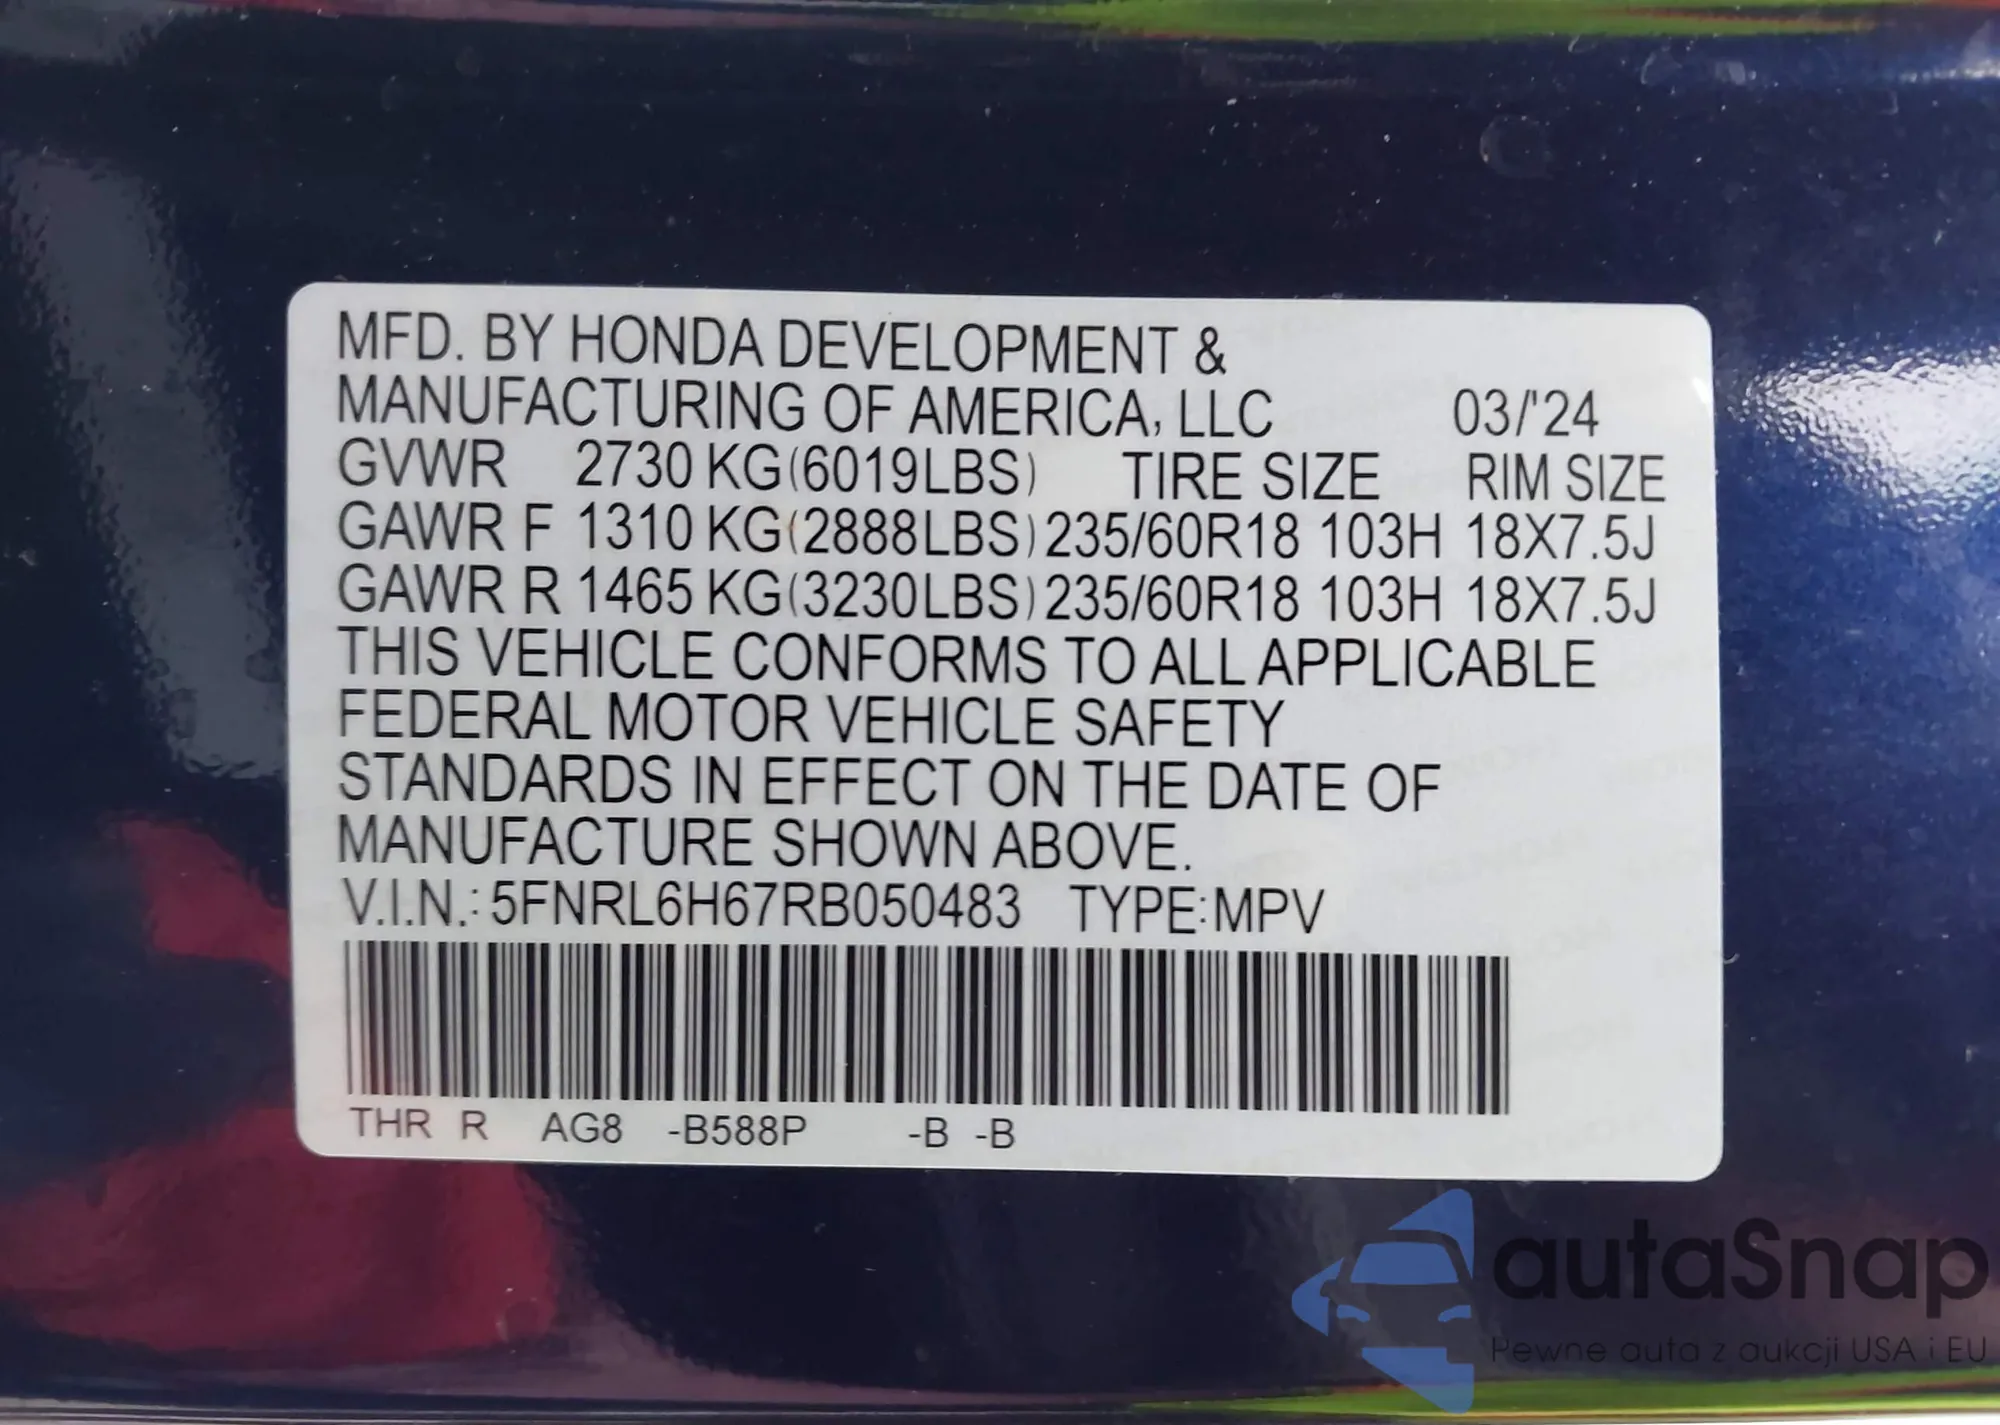 MFD. BY HONDA DEVELOPMENT &
MANUFACTURING OF AMERICA, LLC 03/'24
GVWR 2730 KG(6019LBS) TIRE SIZE RIM SIZE
GAWR F 1310 KG(2888LBS) 235/60R18 103H 18X7.5J
GAWR R 1465 KG(3230LBS) 235/60R18 103H 18X7.5J
THIS VEHICLE CONFORMS TO ALL APPLICABLE
FEDERAL MOTOR VEHICLE SAFETY
STANDARDS IN EFFECT ON THE DATE OF
MANUFACTURE SHOWN ABOVE.
V.I.N.: 5FNRL6H67RB050483 TYPE:MPV
THR R AG8 -B588P -B -B
autaSnap
Pewne auta z aukcji USA i EU